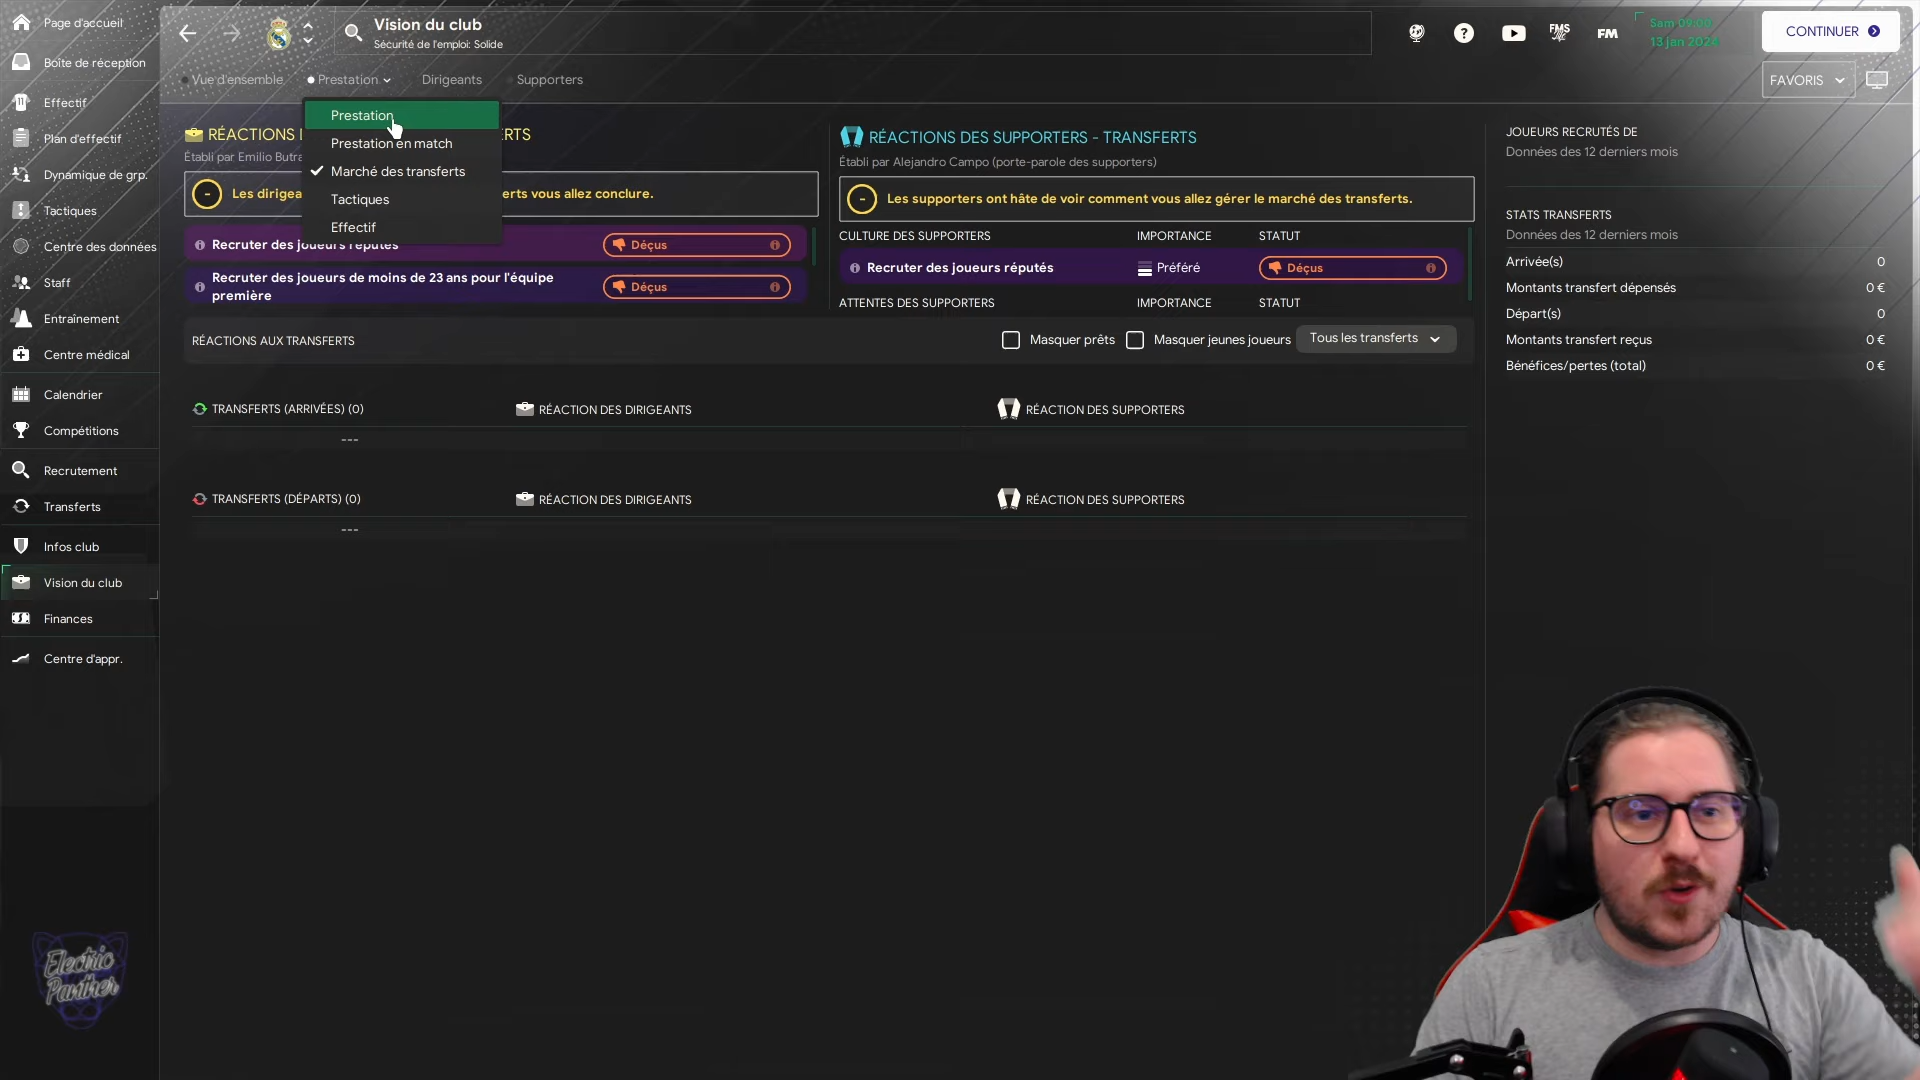 Page d'accueil
Boîte de réception
Effectif
Plan d'effectif
Dynamique de grp.
Tactiques
Centre des données
Staff
Entraînement
Centre médical
Calendrier
Compétitions
Recrutement
Transferts
Infos club
Vision du club
Finances
Centre d'appr.
Electric
Panther
Vision du club
Sécurité de l'emploi: Solide
FMS
FM
Sam 09:00
13 jan 2024
CONTINUER
Vue d'ensemble
Prestation
Dirigeants
Supporters
FAVORIS
Prestation
Prestation en match
Marché des transferts
Tactiques
Effectif
RÉACTIONS
Établi par Emilio
- Les
vous allez conclure.
Recruter des joueurs réputés
Déçus
Recruter des joueurs de moins de 23 ans pour l'équipe
première
Déçus
RÉACTIONS DES SUPPORTERS - TRANSFERTS
Établi par Alejandro Campo (porte-parole des supporters)
- Les supporters ont hâte de voir comment vous allez gérer le marché des transferts.
CULTURE DES SUPPORTERS IMPORTANCE STATUT
Recruter des joueurs réputés Préféré Déçus
ATTENTES DES SUPPORTERS IMPORTANCE STATUT
RÉACTIONS AUX TRANSFERTS
Masquer prêts Masquer jeunes joueurs Tous les transferts
TRANSFERTS (ARRIVÉES) (0) RÉACTION DES DIRIGEANTS RÉACTION DES SUPPORTERS
---
TRANSFERTS (DÉPARTS) (0) RÉACTION DES DIRIGEANTS RÉACTION DES SUPPORTERS
---
JOUEURS RECRUTÉS DE
Données des 12 derniers mois
STATS TRANSFERTS
Données des 12 derniers mois
Arrivée(s) 0
Montants transfert dépensés 0 €
Départ(s) 0
Montants transfert reçus 0 €
Bénéfices/pertes (total) 0 €